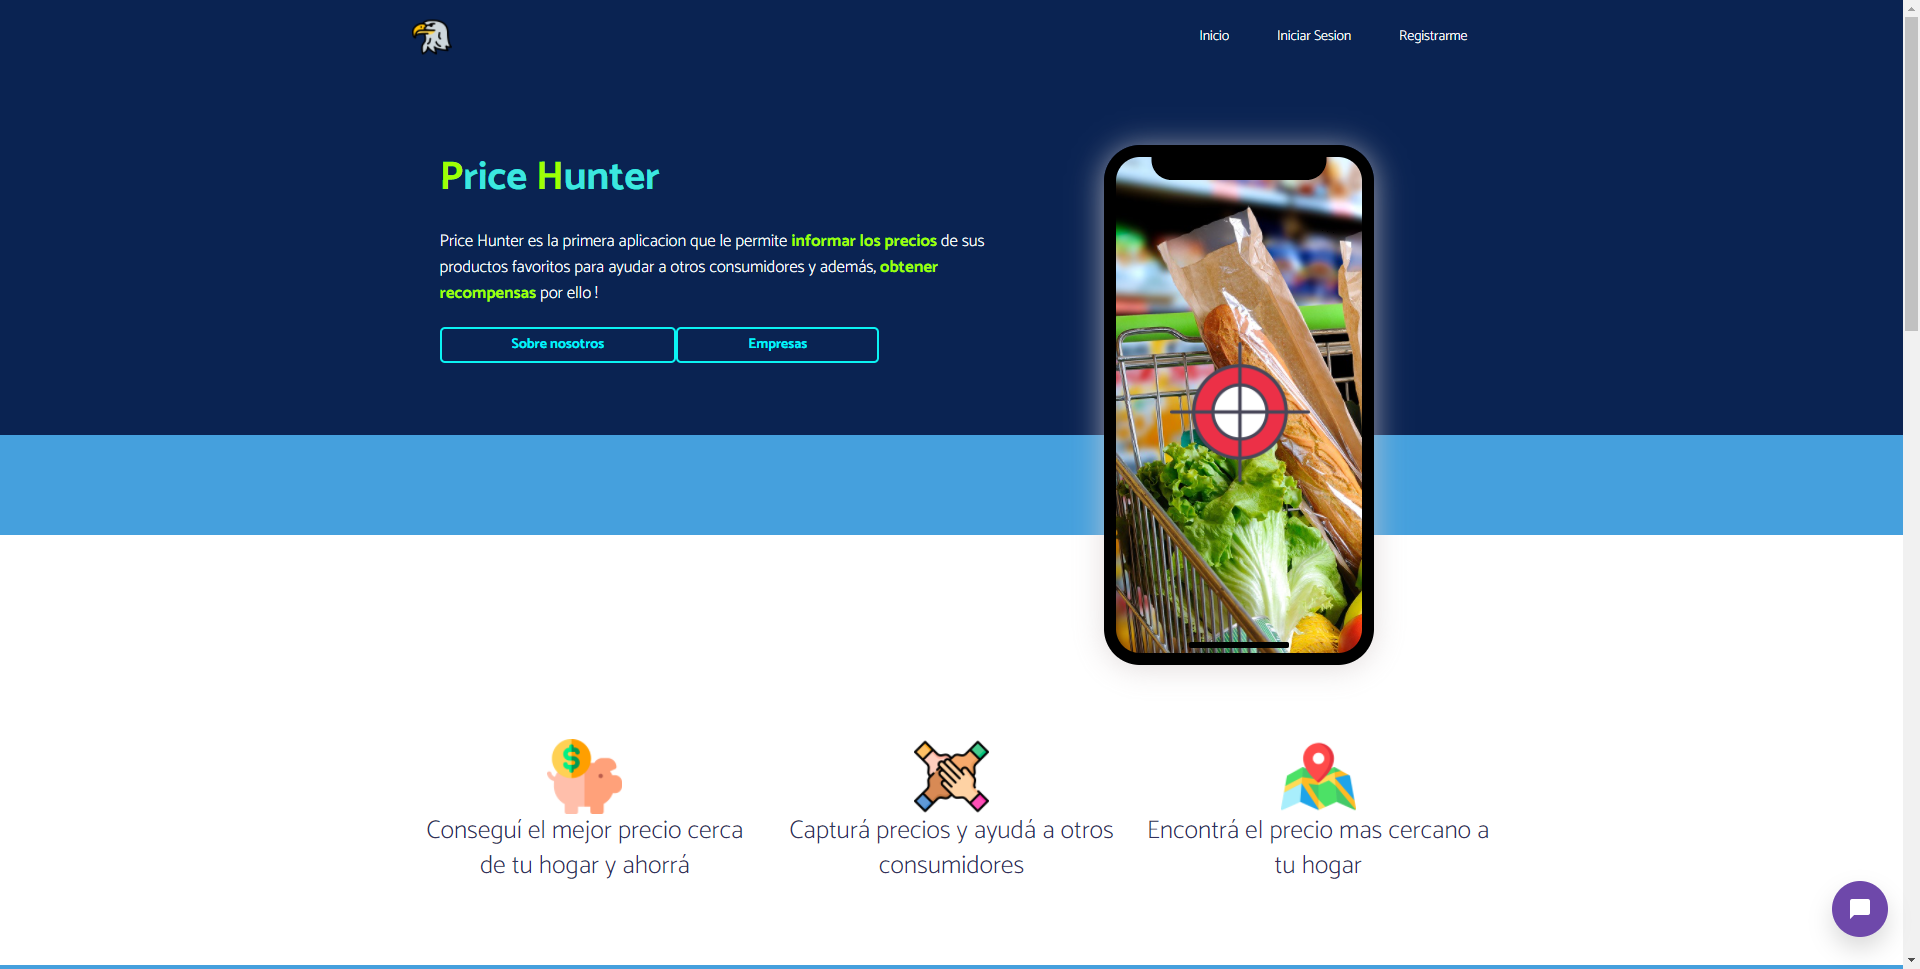 Inicio
Iniciar Sesion
Registrarme
Price Hunter
Price Hunter es la primera aplicacion que le permite informar los precios de sus
productos favoritos para ayudar a otros consumidores y además, obtener
recompensas por ello !
Sobre nosotros
Empresas
Conseguí el mejor precio cerca
de tu hogar y ahorrá
Capturá precios y ayudá a otros
consumidores
Encontrá el precio mas cercano a
tu hogar